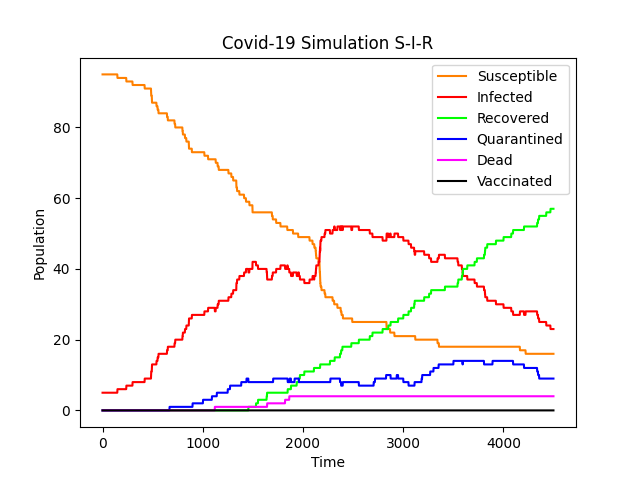 Covid-19 Simulation S-I-R
Susceptible
Infected
Recovered
Quarantined
Dead
Vaccinated
80
60
40
20
0
Population
0 1000 2000 3000 4000
Time